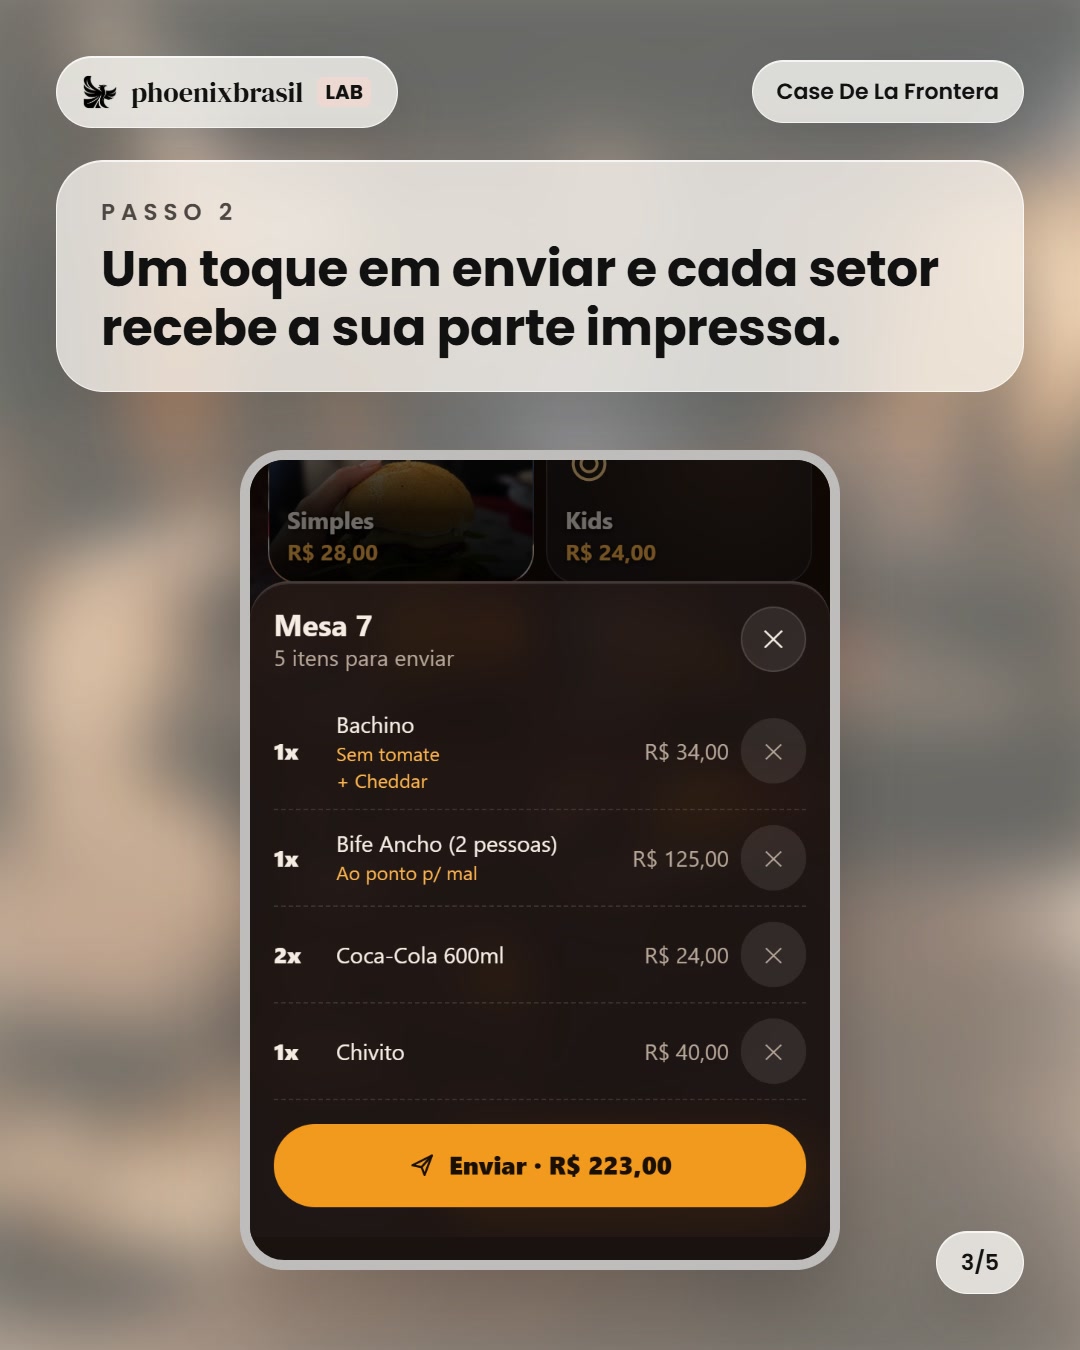 phoenixbrasil LAB
Case De La Frontera
PASSO 2
Um toque em enviar e cada setor
recebe a sua parte impressa.
Simples
R$ 28,00
Kids
R$ 24,00
Mesa 7
5 itens para enviar
1x Bachino R$ 34,00
Sem tomate
+ Cheddar
1x Bife Ancho (2 pessoas) R$ 125,00
Ao ponto p/ mal
2x Coca-Cola 600ml R$ 24,00
1x Chivito R$ 40,00
Enviar · R$ 223,00
3/5